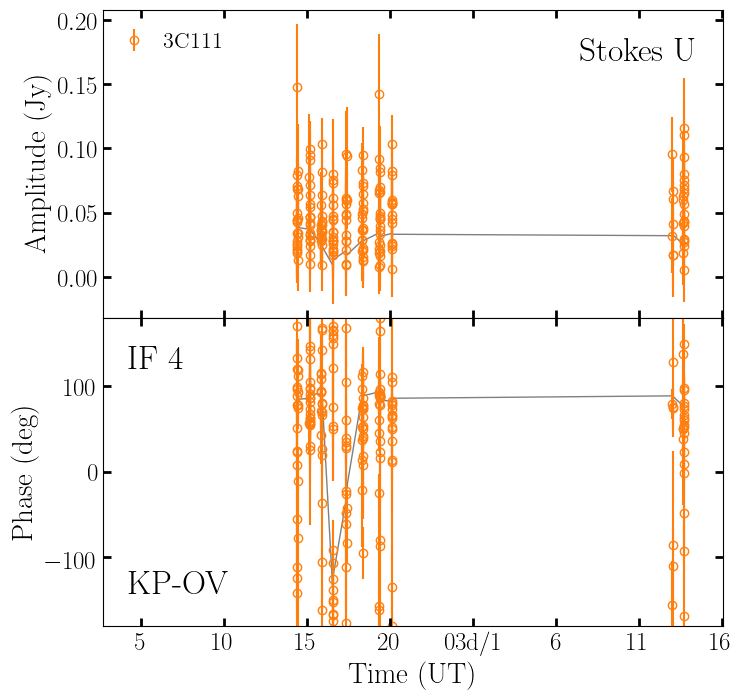 0.20
3C111
Stokes U
0.15
0.10
0.05
0.00
Amplitude (Jy)
IF 4
100
0
−100
Phase (deg)
KP-OV
5 10 15 20 03d/1 6 11 16
Time (UT)